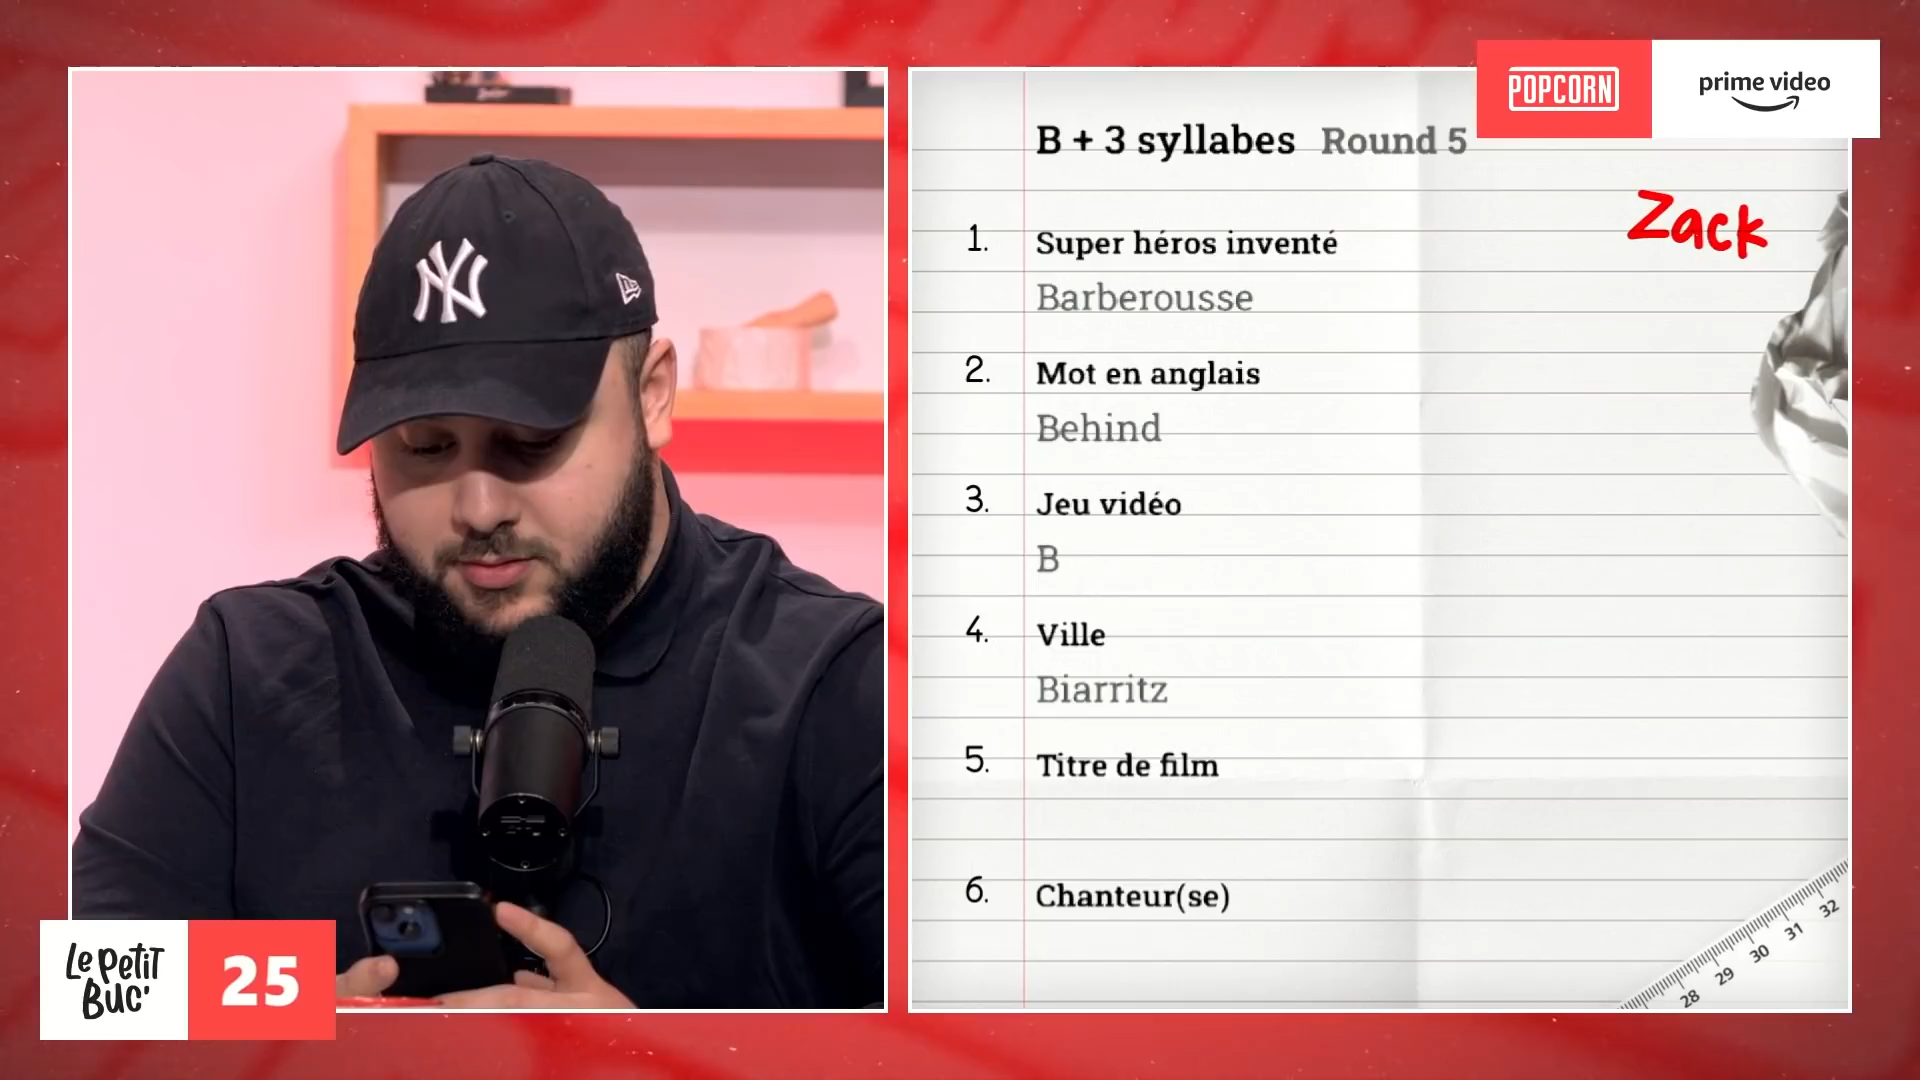 POPCORN
prime video
B + 3 syllabes Round 5
Zack
1. Super héros inventé
Barberousse
2. Mot en anglais
Behind
3. Jeu vidéo
B
4. Ville
Biarritz
5. Titre de film
6. Chanteur(se)
NY
Le Petit
Buc'
25
28 29 30 31 32